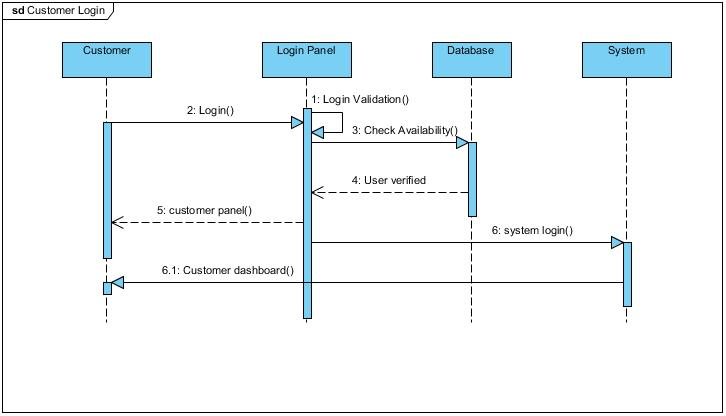 sd Customer Login
Customer
Login Panel
Database
System
1: Login Validation()
2: Login()
3: Check Availability()
4: User verified
5: customer panel()
6: system login()
6.1: Customer dashboard()